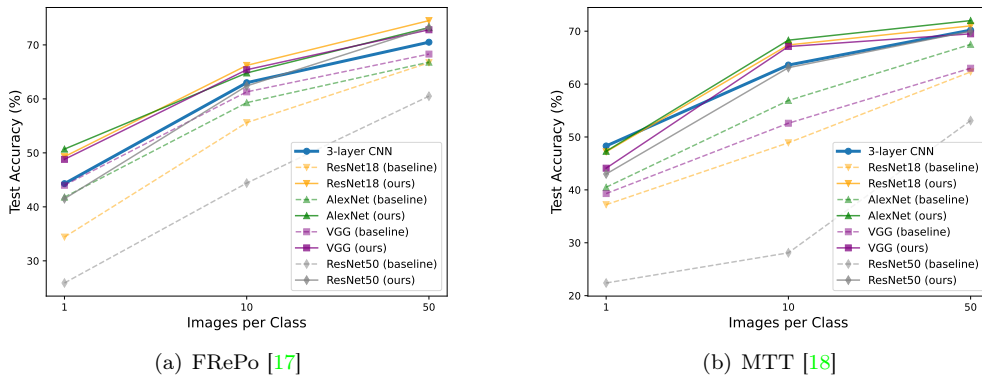 70
60
50
40
30
Test Accuracy (%)
1
10
50
Images per Class
3-layer CNN
ResNet18 (baseline)
ResNet18 (ours)
AlexNet (baseline)
AlexNet (ours)
VGG (baseline)
VGG (ours)
ResNet50 (baseline)
ResNet50 (ours)
(a) FRePo [17]
70
60
50
40
30
20
Test Accuracy (%)
1
10
50
Images per Class
3-layer CNN
ResNet18 (baseline)
ResNet18 (ours)
AlexNet (baseline)
AlexNet (ours)
VGG (baseline)
VGG (ours)
ResNet50 (baseline)
ResNet50 (ours)
(b) MTT [18]